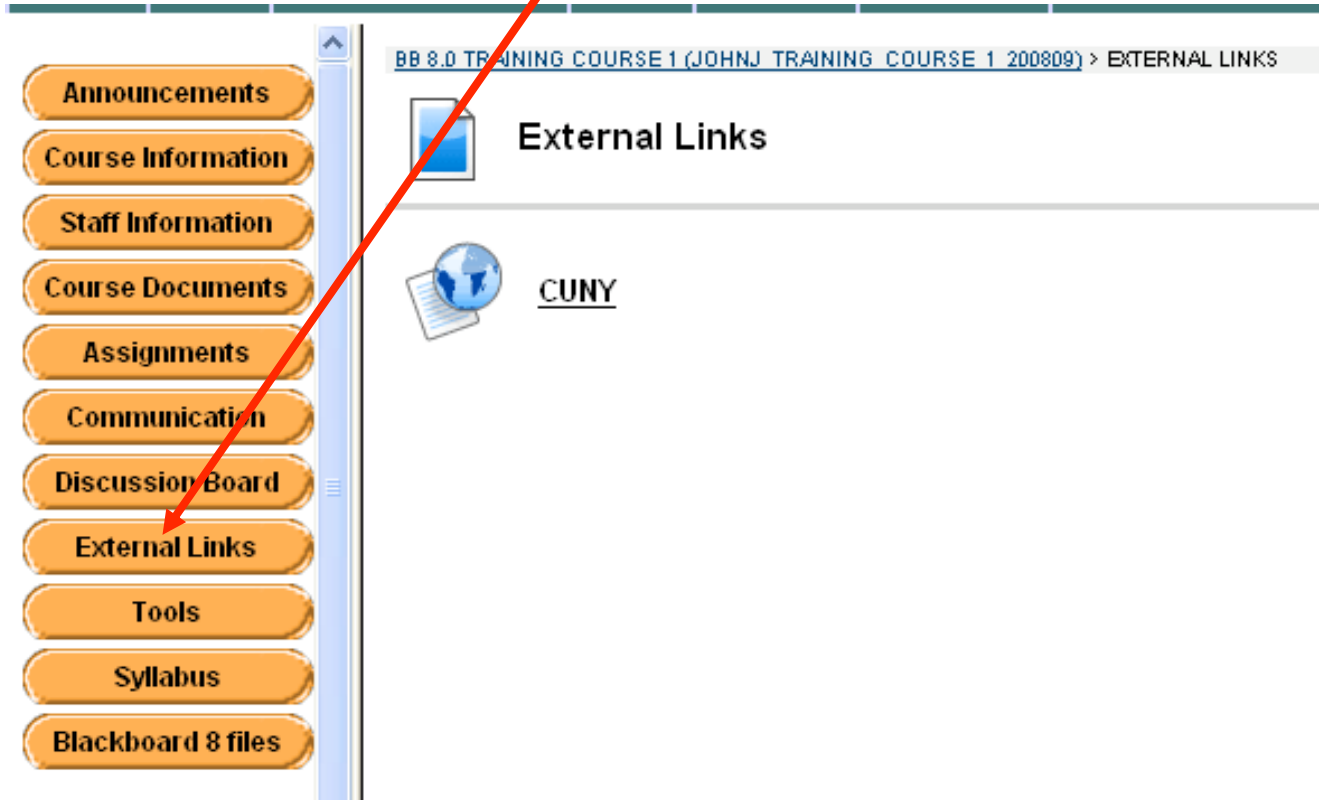 BB 8.0 TRAINING COURSE 1 (JOHNJ_TRAINING_COURSE_1_200809) > EXTERNAL LINKS
External Links
CUNY
Announcements
Course Information
Staff Information
Course Documents
Assignments
Communication
Discussion Board
External Links
Tools
Syllabus
Blackboard 8 files